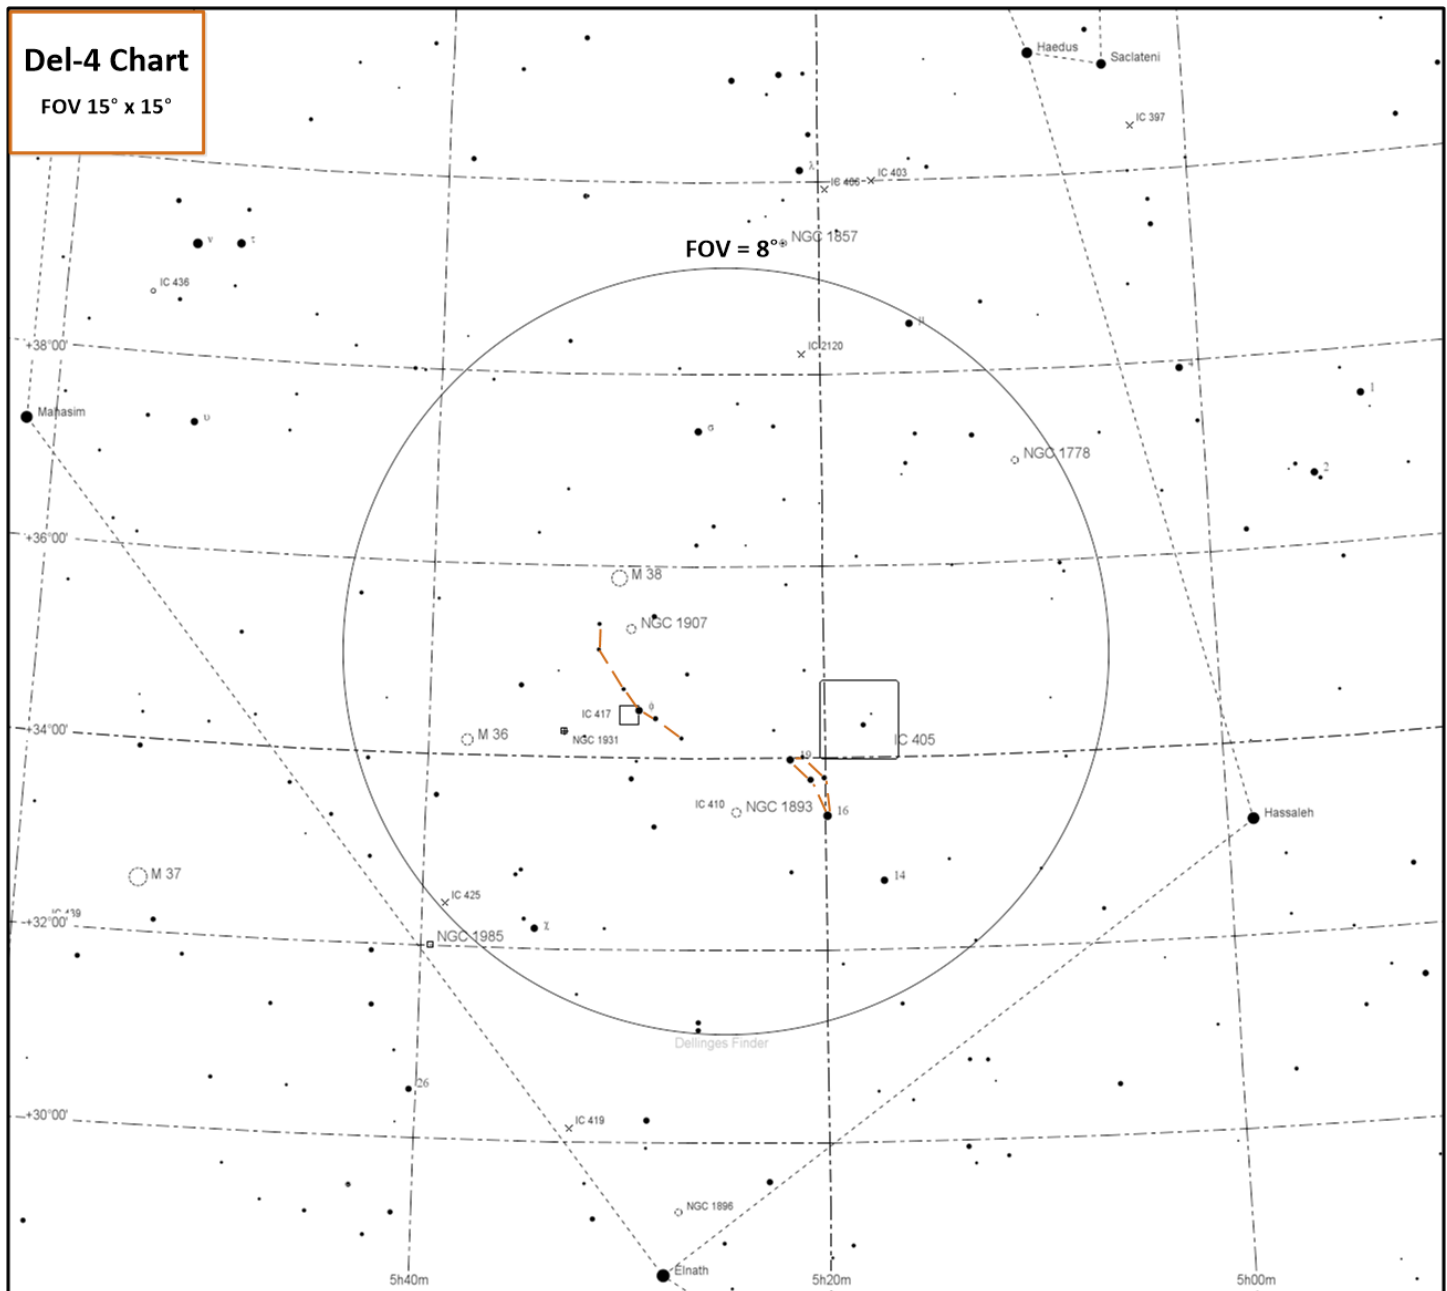 Del-4 Chart
FOV 15° x 15°
Haedus
Saclateni
IC 397
λ
IC 403
ν
τ
NGC 1857
FOV = 8°
IC 436
μ
+38°00'
IC 2120
4
1
Mahasim
υ
σ
NGC 1778
2
+36°00'
M 38
NGC 1907
φ
IC 417
+34°00'
M 36
NGC 1931
IC 405
19
IC 410
NGC 1893
16
Hassaleh
M 37
14
IC 425
+32°00'
χ
NGC 1985
Dellinges Finder
26
+30°00'
IC 419
NGC 1896
Elnath
5h40m
5h20m
5h00m